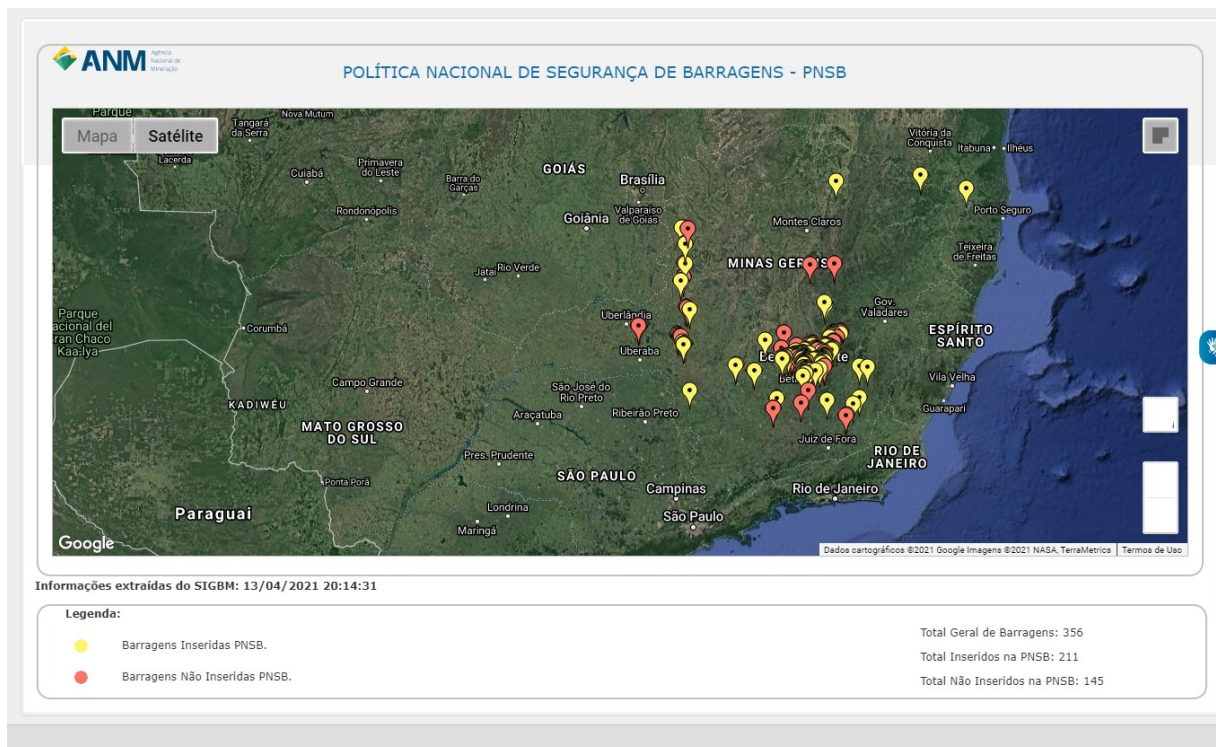 ANM Agência
Nacional de
Mineração
POLÍTICA NACIONAL DE SEGURANÇA DE BARRAGENS - PNSB
Mapa
Satélite
Parque
Lacerda
Tangará
da Serra
Nova Mutum
Cuiabá
Primavera
do Leste
Barra do
Garças
GOIÁS
Brasília
Vitória da
Conquista
Itabuna
Ilhéus
Rondonópolis
Goiânia
Valparaíso
de Goiás
Montes Claros
Porto Seguro
Jataí
Rio Verde
MINAS GER S
Teixeira
de Freitas
Parque
acional del
ran Chaco
Kaa-Iya
Corumbá
Uberlândia
Uberaba
Gov.
Valadares
ESPÍRITO
SANTO
Be te
Bet
Vila Velha
Guarapari
Campo Grande
São José do
Rio Preto
KADIWÉU
MATO GROSSO
DO SUL
Araçatuba
Ribeirão Preto
Juiz de Fora
Pres. Prudente
RIO DE
JANEIRO
SÃO PAULO
Campinas
Rio de Janeiro
Ponta Porã
Londrina
São Paulo
Paraguai
Maringá
Google
Dados cartográficos ©2021 Google Imagens ©2021 NASA, TerraMetrics
Termos de Uso
Informações extraídas do SIGBM: 13/04/2021 20:14:31
Legenda:
Barragens Inseridas PNSB.
Barragens Não Inseridas PNSB.
Total Geral de Barragens: 356
Total Inseridos na PNSB: 211
Total Não Inseridos na PNSB: 145